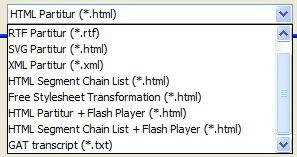 HTML Partitur (*.html)
RTF Partitur (*.rtf)
SVG Partitur (*.html)
XML Partitur (*.xml)
HTML Segment Chain List (*.html)
Free Stylesheet Transformation (*.html)
HTML Partitur + Flash Player (*.html)
HTML Segment Chain List + Flash Player (*.html)
GAT transcript (*.txt)